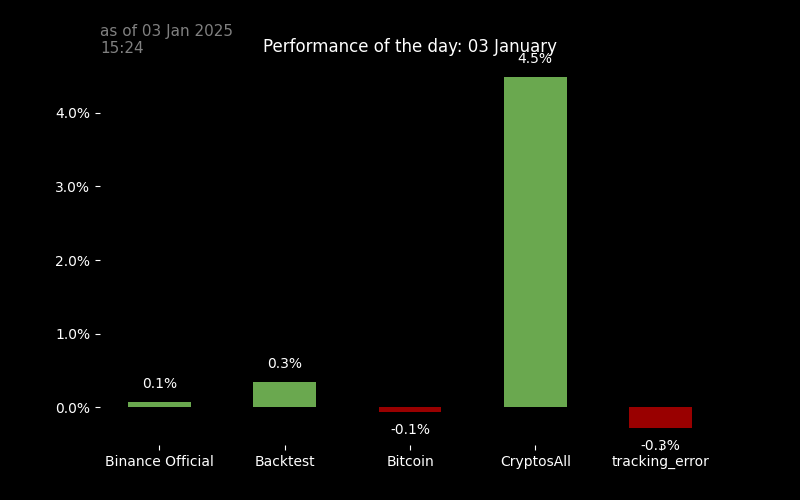 as of 03 Jan 2025
15:24
Performance of the day: 03 January
4.5%
4.0%
3.0%
2.0%
1.0%
0.3%
0.1%
0.0%
-0.1%
-0.3%
Binance Official
Backtest
Bitcoin
CryptosAll
tracking_error